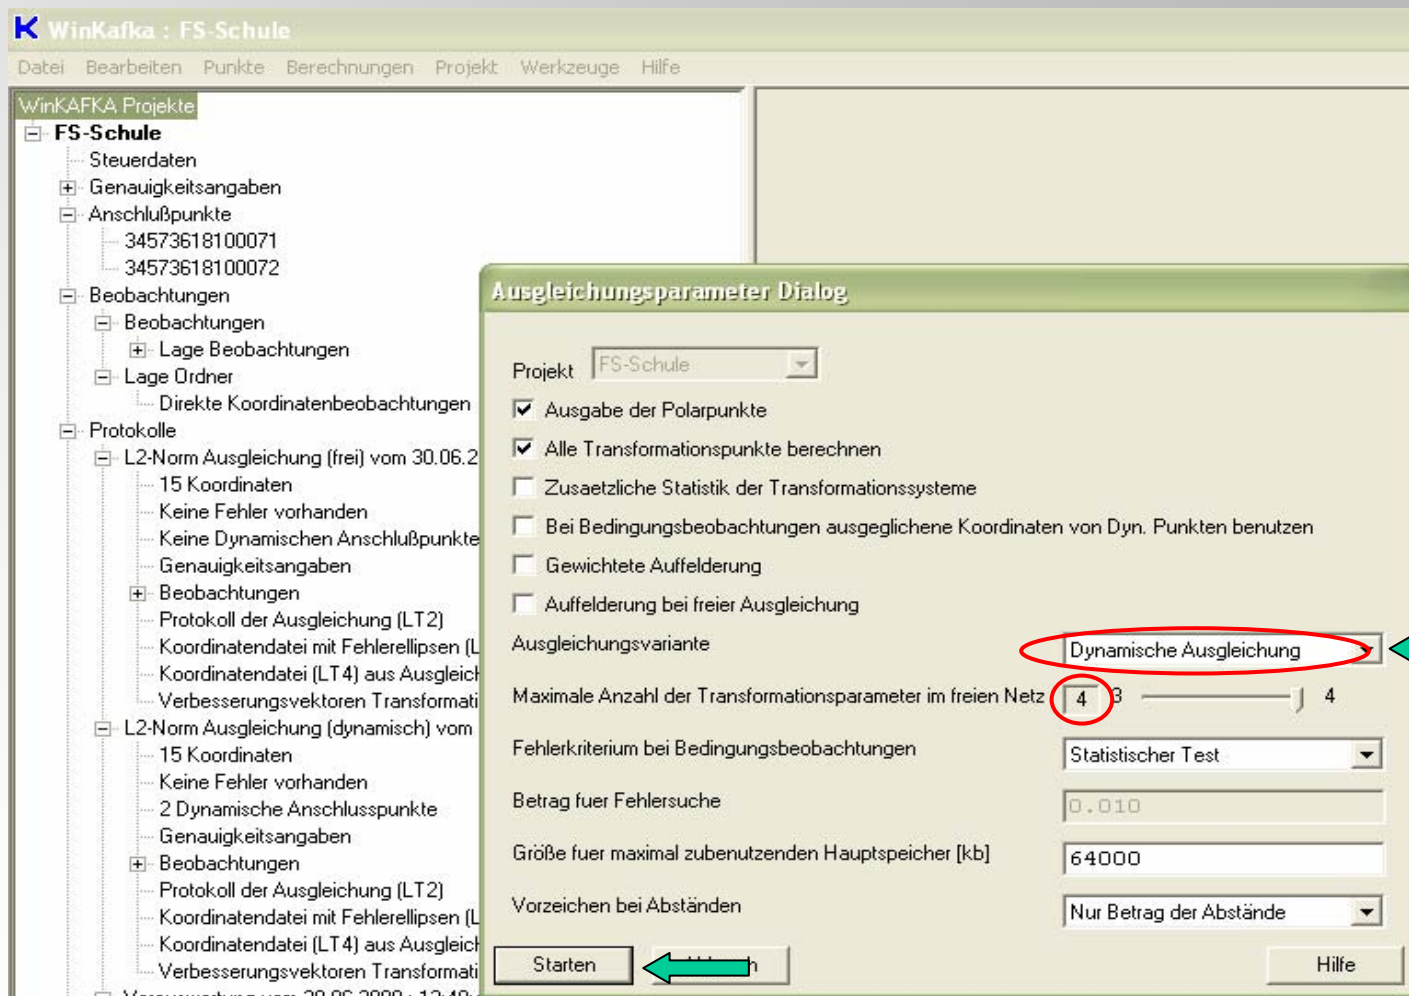 WinKafka : FS-Schule
Datei Bearbeiten Punkte Berechnungen Projekt Werkzeuge Hilfe
WinKAFKA Projekte
FS-Schule
Steuerdaten
Genauigkeitsangaben
Anschlußpunkte
34573618100071
34573618100072
Beobachtungen
Beobachtungen
Lage Beobachtungen
Lage Ordner
Direkte Koordinatenbeobachtungen
Protokolle
L2-Norm Ausgleichung (frei) vom 30.06.2
15 Koordinaten
Keine Fehler vorhanden
Keine Dynamischen Anschlußpunkte
Genauigkeitsangaben
Beobachtungen
Protokoll der Ausgleichung (LT2)
Koordinatendatei mit Fehlerellipsen (L
Koordinatendatei (LT4) aus Ausgleich
Verbesserungsvektoren Transformati
L2-Norm Ausgleichung (dynamisch) vom
15 Koordinaten
Keine Fehler vorhanden
2 Dynamische Anschlusspunkte
Genauigkeitsangaben
Beobachtungen
Protokoll der Ausgleichung (LT2)
Koordinatendatei mit Fehlerellipsen (L
Koordinatendatei (LT4) aus Ausgleich
Verbesserungsvektoren Transformati
Ausgleichungsparameter Dialog
Projekt FS-Schule
Ausgabe der Polarpunkte
Alle Transformationspunkte berechnen
Zusaetzliche Statistik der Transformationssysteme
Bei Bedingungsbeobachtungen ausgeglichene Koordinaten von Dyn. Punkten benutzen
Gewichtete Auffelderung
Auffelderung bei freier Ausgleichung
Ausgleichungsvariante Dynamische Ausgleichung
Maximale Anzahl der Transformationsparameter im freien Netz 4 3 4
Fehlerkriterium bei Bedingungsbeobachtungen Statistischer Test
Betrag fuer Fehlersuche 0.010
Größe fuer maximal zubenutzenden Hauptspeicher [kb] 64000
Vorzeichen bei Abständen Nur Betrag der Abstände
Starten Hilfe